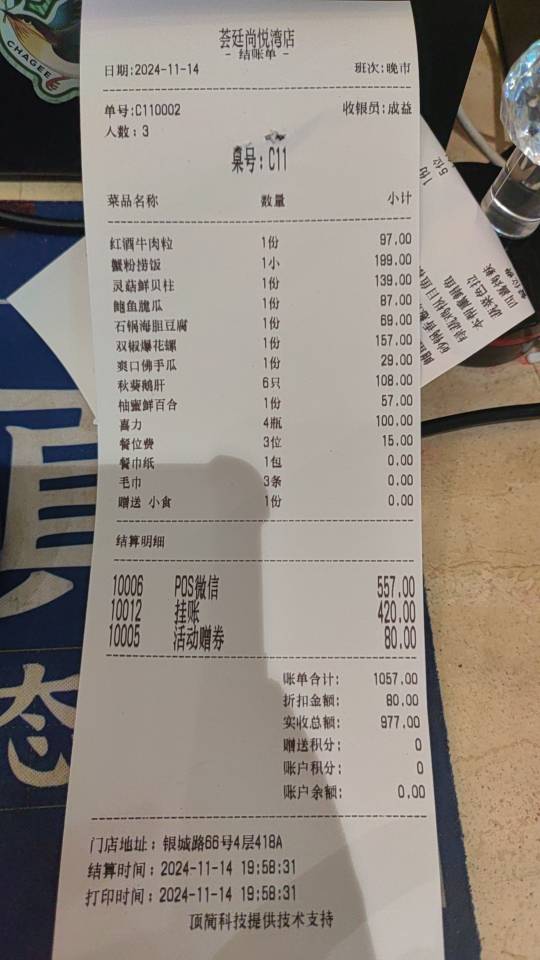 CHAGEE
荟廷尚悦湾店
- 结账单 -
日期:2024-11-14 班次:晚市
单号:C110002 收银员:成益
人数:3
桌号:C11
菜品名称 数量 小计
红酒牛肉粒 1份 97.00
蟹粉捞饭 1小 199.00
灵菇鲜贝柱 1份 139.00
鲍鱼脆瓜 1份 87.00
石锅海胆豆腐 1份 69.00
双椒爆花螺 1份 157.00
爽口佛手瓜 1份 29.00
秋葵鹅肝 6只 108.00
柚蜜鲜百合 1份 57.00
喜力 4瓶 100.00
餐位费 3位 15.00
餐巾纸 1包 0.00
毛巾 3条 0.00
赠送 小食 1份 0.00
结算明细
10006 POS微信 557.00
10012 挂账 420.00
10005 活动赠券 80.00
账单合计: 1057.00
折扣金额: 80.00
实收总额: 977.00
赠送积分: 0
账户积分: 0
账户余额: 0.00
门店地址: 银城路66号4层418A
结算时间: 2024-11-14 19:58:31
打印时间: 2024-11-14 19:58:31
顶简科技提供技术支持
1份
5位
态